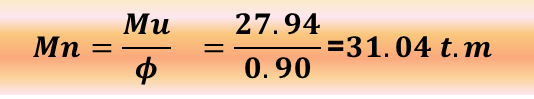 Mn = Mu / ϕ = 27.94 / 0.90 = 31.04 t.m